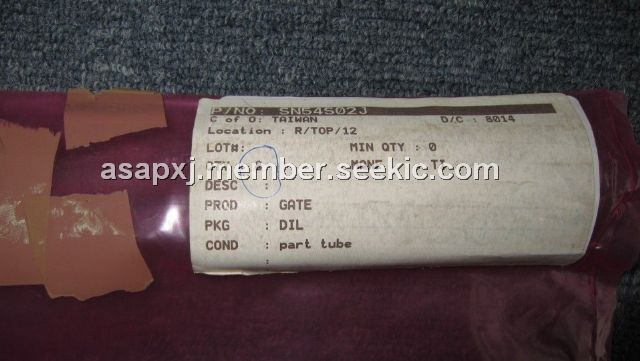 P/NO: SN54S02J
C of O: TAIWAN D/C : 8014
Location : R/TOP/12
LOT#: MIN QTY : 0
asapxj.member.seekic.com
DESC :
PROD : GATE
PKG : DIL
COND : part tube
: